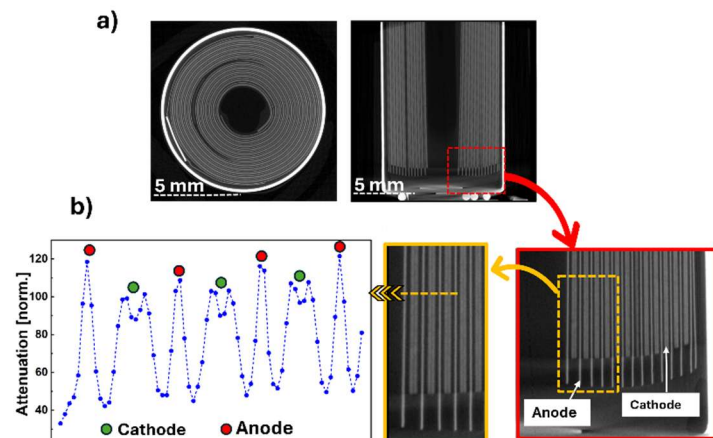 a)
5 mm
5 mm
b)
Attenuation [norm.]
120
100
80
60
40
Cathode
Anode
Anode
Cathode